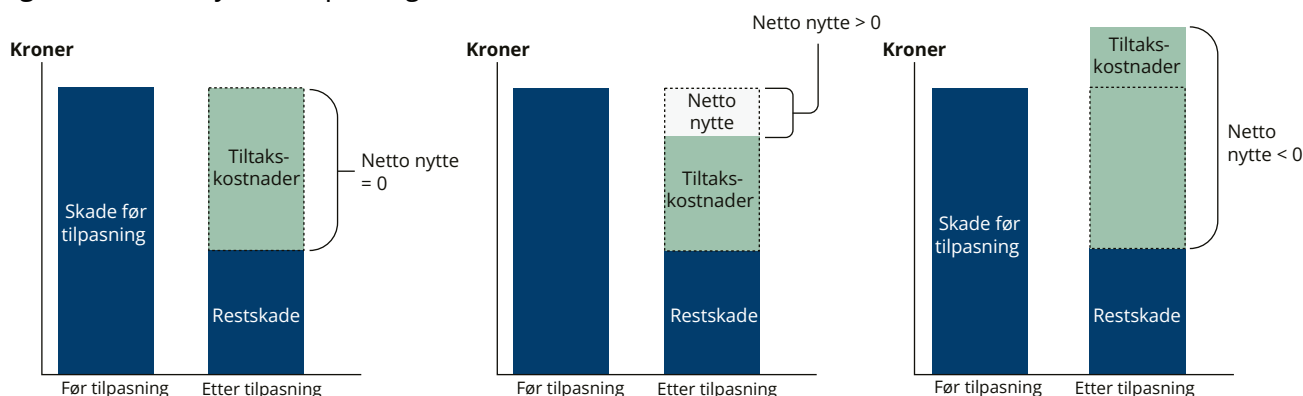 Kroner
Tiltaks-
kostnader
Netto nytte
= 0
Skade før
tilpasning
Restskade
Før tilpasning
Etter tilpasning
Netto nytte > 0
Kroner
Netto
nytte
Tiltaks-
kostnader
Restskade
Før tilpasning
Etter tilpasning
Kroner
Tiltaks-
kostnader
Netto
nytte < 0
Skade før
tilpasning
Restskade
Før tilpasning
Etter tilpasning